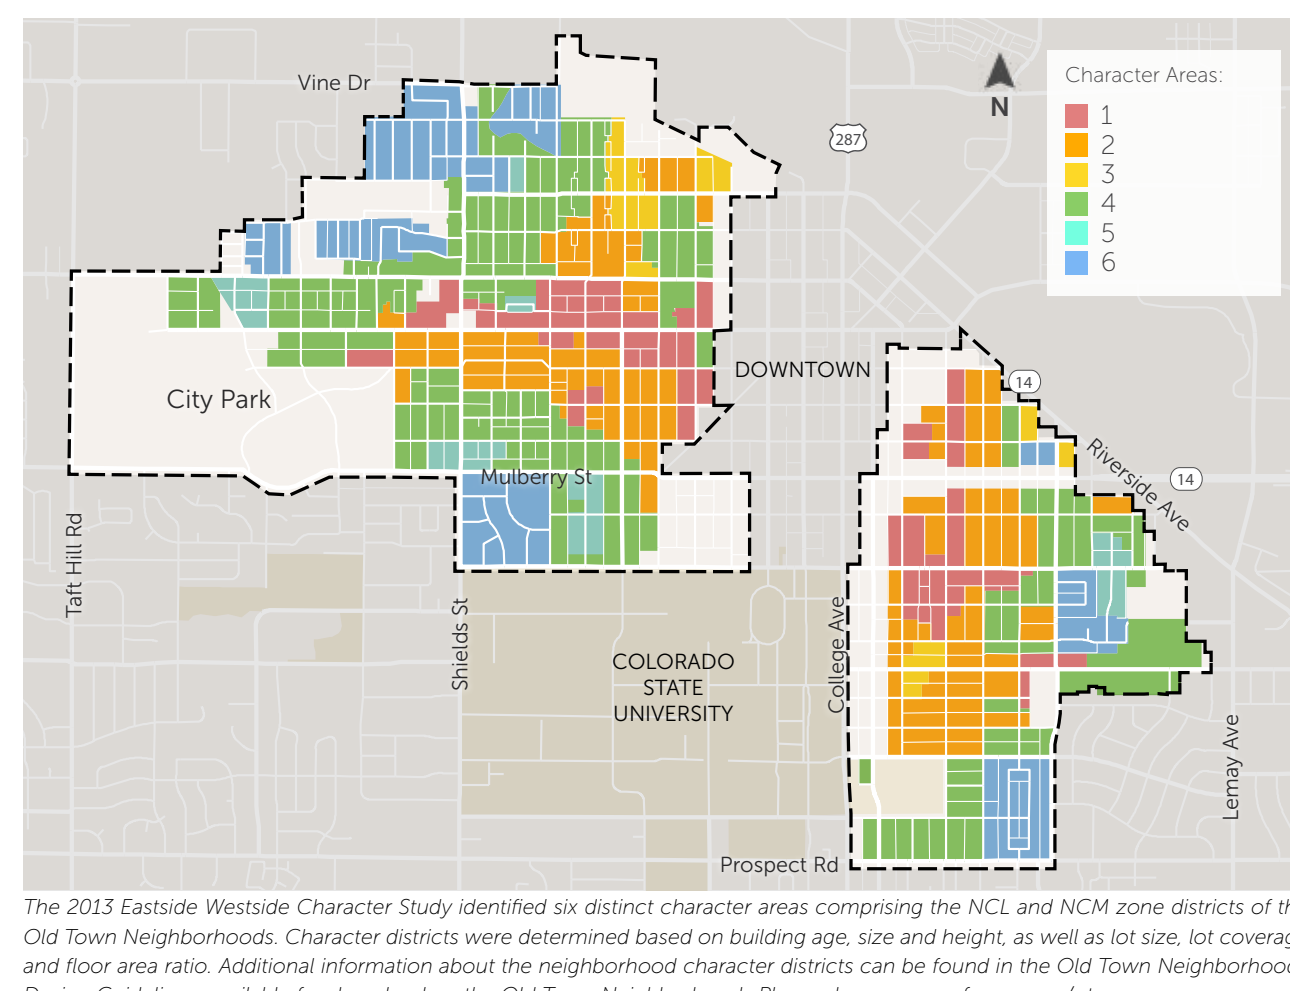 Vine Dr
N
287
Character Areas:
1
2
3
4
5
6
City Park
DOWNTOWN
14
Riverside Ave
14
Mulberry St
Taft Hill Rd
Shields St
COLORADO
STATE
UNIVERSITY
College Ave
Lemay Ave
Prospect Rd
The 2013 Eastside Westside Character Study identified six distinct character areas comprising the NCL and NCM zone districts of th
Old Town Neighborhoods. Character districts were determined based on building age, size and height, as well as lot size, lot coverag
and floor area ratio. Additional information about the neighborhood character districts can be found in the Old Town Neighborhood